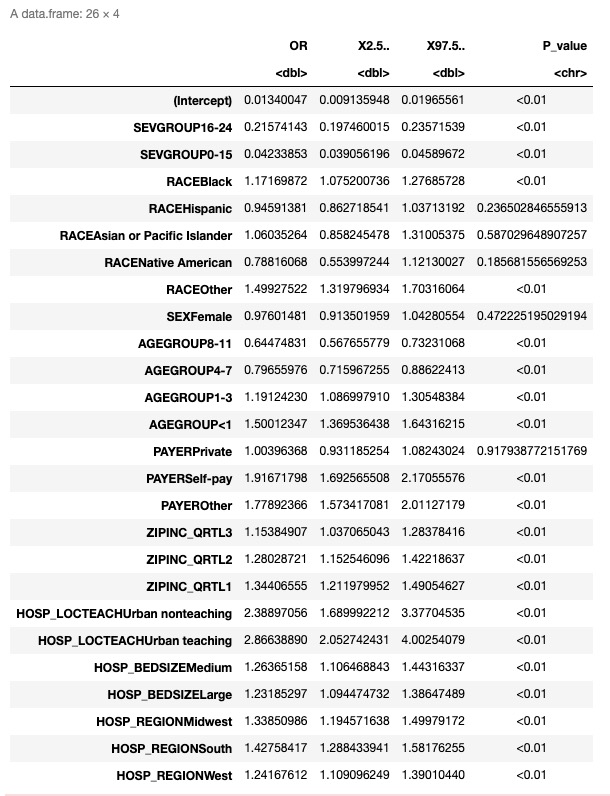 A data.frame: 26 × 4
OR X2.5.. X97.5.. P_value
<dbl> <dbl> <dbl> <chr>
(Intercept) 0.01340047 0.009135948 0.01965561 <0.01
SEVGROUP16-24 0.21574143 0.197460015 0.23571539 <0.01
SEVGROUP0-15 0.04233853 0.039056196 0.04589672 <0.01
RACEBlack 1.17169872 1.075200736 1.27685728 <0.01
RACEHispanic 0.94591381 0.862718541 1.03713192 0.236502846555913
RACEAsian or Pacific Islander 1.06035264 0.858245478 1.31005375 0.587029648907257
RACENative American 0.78816068 0.553997244 1.12130027 0.185681556569253
RACEOther 1.49927522 1.319796934 1.70316064 <0.01
SEXFemale 0.97601481 0.913501959 1.04280554 0.472225195029194
AGEGROUP8-11 0.64474831 0.567655779 0.73231068 <0.01
AGEGROUP4-7 0.79655976 0.715967255 0.88622413 <0.01
AGEGROUP1-3 1.19124230 1.086997910 1.30548384 <0.01
AGEGROUP<1 1.50012347 1.369536438 1.64316215 <0.01
PAYERPrivate 1.00396368 0.931185254 1.08243024 0.917938772151769
PAYERSelf-pay 1.91671798 1.692565508 2.17055576 <0.01
PAYEROther 1.77892366 1.573417081 2.01127179 <0.01
ZIPINC_QRTL3 1.15384907 1.037065043 1.28378416 <0.01
ZIPINC_QRTL2 1.28028721 1.152546096 1.42218637 <0.01
ZIPINC_QRTL1 1.34406555 1.211979952 1.49054627 <0.01
HOSP_LOCTEACHUrban nonteaching 2.38897056 1.689992212 3.37704535 <0.01
HOSP_LOCTEACHUrban teaching 2.86638890 2.052742431 4.00254079 <0.01
HOSP_BEDSIZEMedium 1.26365158 1.106468843 1.44316337 <0.01
HOSP_BEDSIZELarge 1.23185297 1.094474732 1.38647489 <0.01
HOSP_REGIONMidwest 1.33850986 1.194571638 1.49979172 <0.01
HOSP_REGIONSouth 1.42758417 1.288433941 1.58176255 <0.01
HOSP_REGIONWest 1.24167612 1.109096249 1.39010440 <0.01